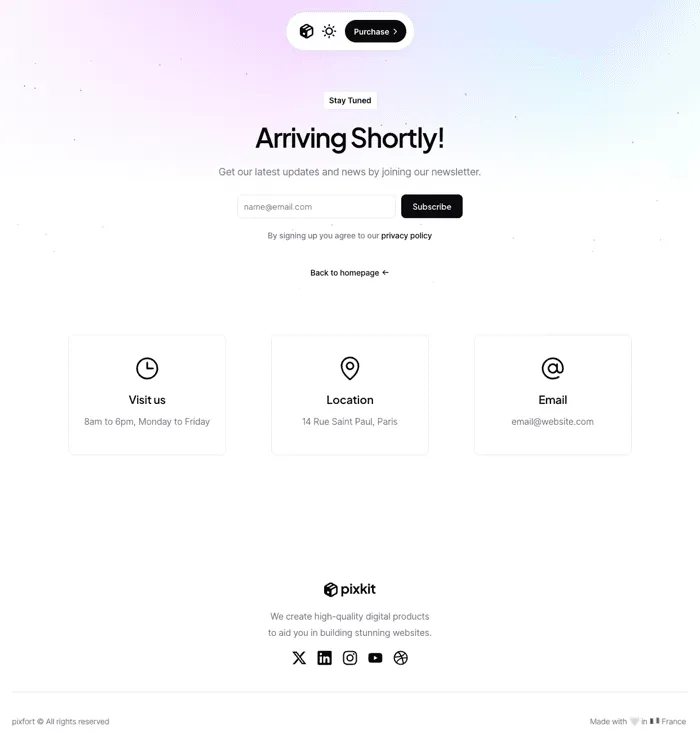 Purchase
Stay Tuned
Arriving Shortly!
Get our latest updates and news by joining our newsletter.
name@email.com
Subscribe
By signing up you agree to our privacy policy
Back to homepage
Visit us
8am to 6pm, Monday to Friday
Location
14 Rue Saint Paul, Paris
Email
email@website.com
pixkit
We create high-quality digital products
to aid you in building stunning websites.
pixfort © All rights reserved
Made with 🤍 in 🇫🇷 France